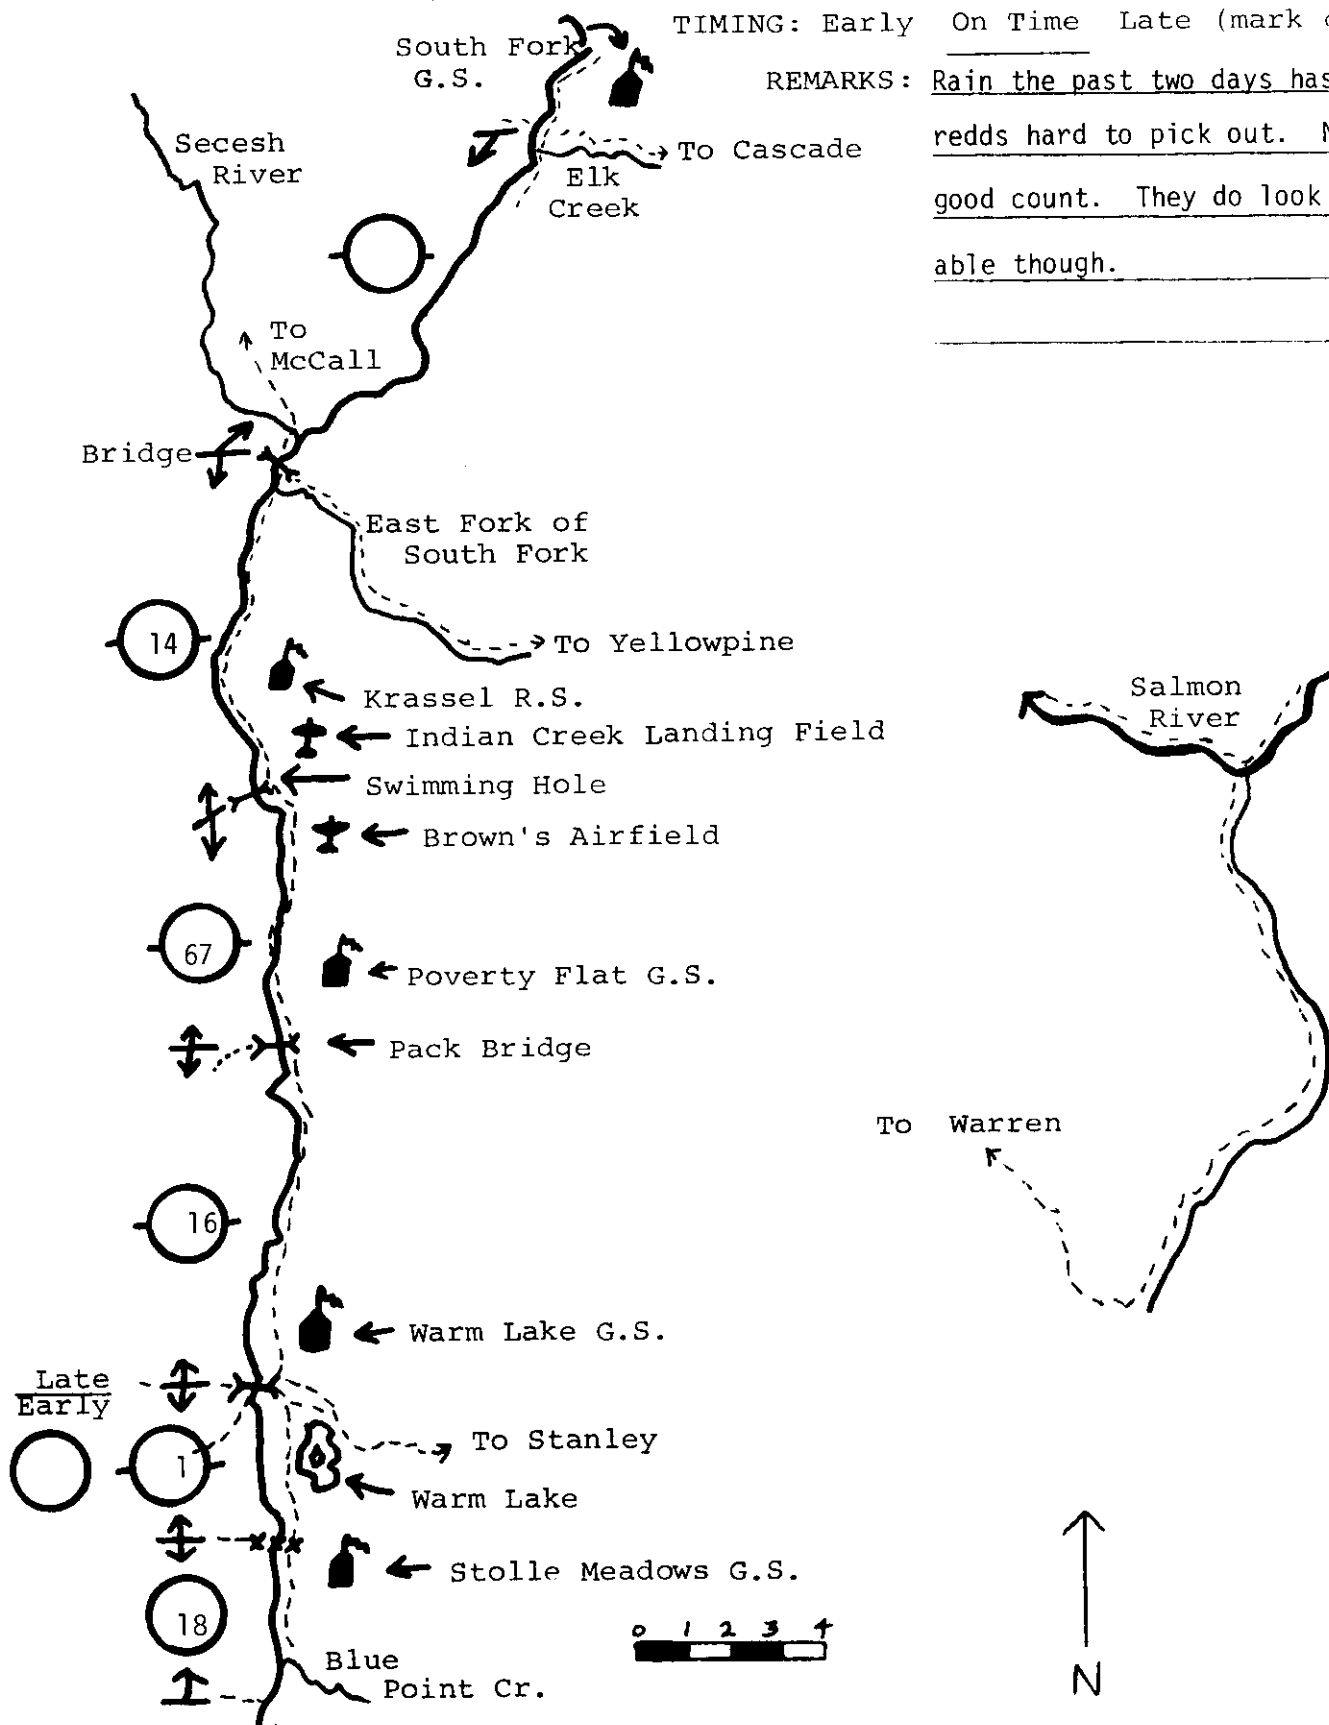 TIMING: Early On Time Late (mark
REMARKS: Rain the past two days has
redds hard to pick out.
good count. They do look
able though.
South Fork
G.S.
Secesh
River
To Cascade
Elk
Creek
To
McCall
Bridge
East Fork of
South Fork
14
To Yellowpine
Krassel R.S.
Indian Creek Landing Field
Swimming Hole
Brown's Airfield
67
Poverty Flat G.S.
Pack Bridge
Salmon
River
To Warren
16
Warm Lake G.S.
Late
Early
1
To Stanley
Warm Lake
Stolle Meadows G.S.
18
0 1 2 3 4
Blue
Point Cr.
N